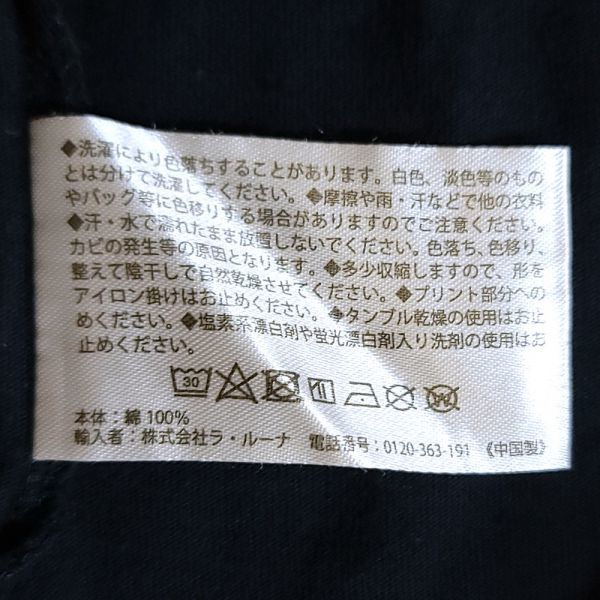 ◆洗濯により色落ちすることがあります。白色、淡色等のもの
とは分けて洗濯してください。◆摩擦や雨・汗などで他の衣料
やバッグ等に色移りする場合がありますのでご注意ください。
◆汗・水で濡れたまま放置しないでください。色落ち、色移り、
カビの発生等の原因となります。◆多少収縮しますので、形を
整えて陰干しで自然乾燥させてください。◆プリント部分への
アイロン掛けはお止めください。◆タンブル乾燥の使用はお止
めください。◆塩素系漂白剤や蛍光漂白剤入り洗剤の使用はお
止めください。
30 W
本体：綿 100%
輸入者：株式会社ラ・ルーナ 電話番号：0120-363-191 《中国製》